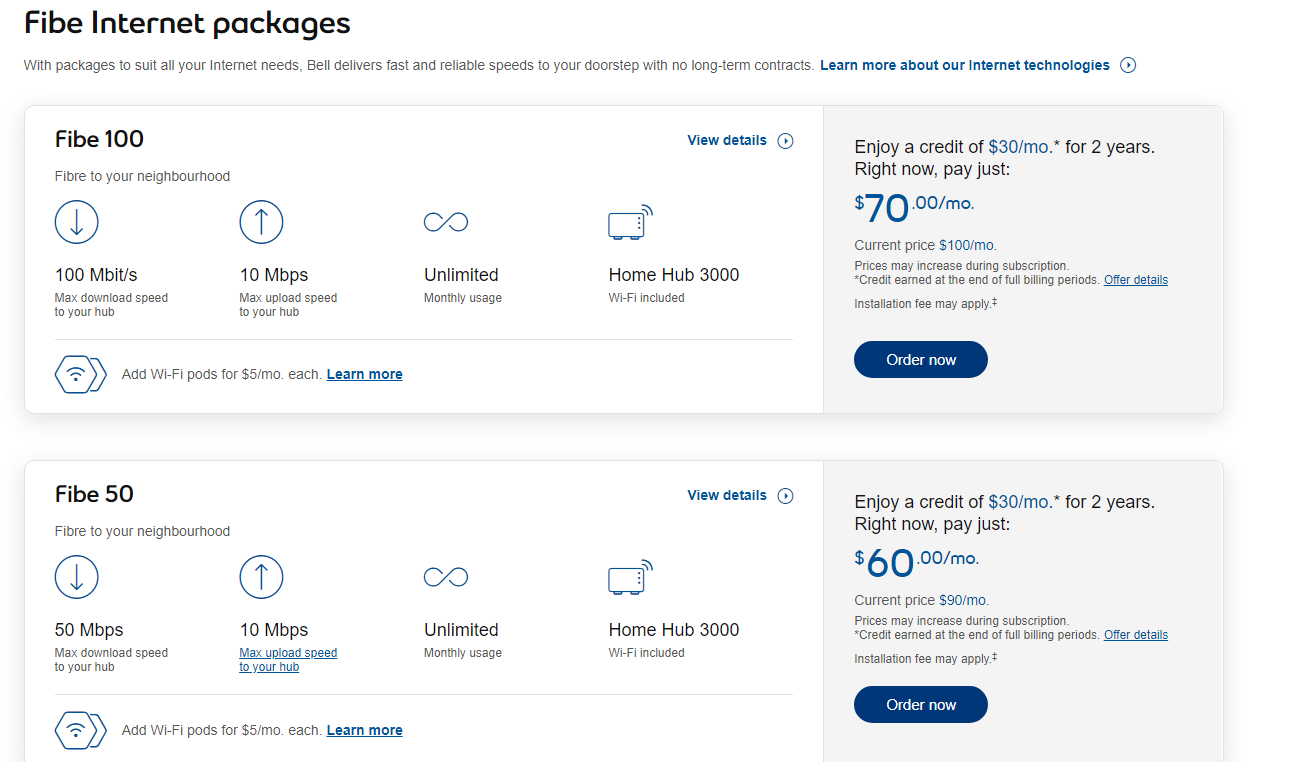 Fibe Internet packages
With packages to suit all your Internet needs, Bell delivers fast and reliable speeds to your doorstep with no long-term contracts. Learn more about our Internet technologies
Fibe 100
View details
Fibre to your neighbourhood
100 Mbit/s
Max download speed
to your hub
10 Mbps
Max upload speed
to your hub
Unlimited
Monthly usage
Home Hub 3000
Wi-Fi included
Add Wi-Fi pods for $5/mo. each. Learn more
Enjoy a credit of $30/mo.* for 2 years.
Right now, pay just:
$70.00/mo.
Current price $100/mo.
Prices may increase during subscription.
*Credit earned at the end of full billing periods. Offer details
Installation fee may apply.‡
Order now
Fibe 50
View details
Fibre to your neighbourhood
50 Mbps
Max download speed
to your hub
10 Mbps
Max upload speed
to your hub
Unlimited
Monthly usage
Home Hub 3000
Wi-Fi included
Add Wi-Fi pods for $5/mo. each. Learn more
Enjoy a credit of $30/mo.* for 2 years.
Right now, pay just:
$60.00/mo.
Current price $90/mo.
Prices may increase during subscription.
*Credit earned at the end of full billing periods. Offer details
Installation fee may apply.‡
Order now